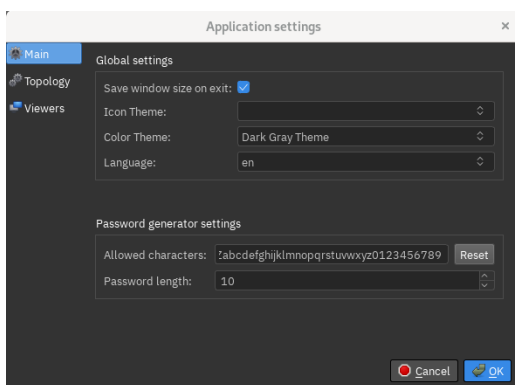 Application settings
×
Main
Topology
Viewers
Global settings
Save window size on exit:
Icon Theme:
Color Theme:
Dark Gray Theme
Language:
en
Password generator settings
Allowed characters:
Zabcdefghijklmnopqrstuvwxyz0123456789
Reset
Password length:
10
Cancel
OK